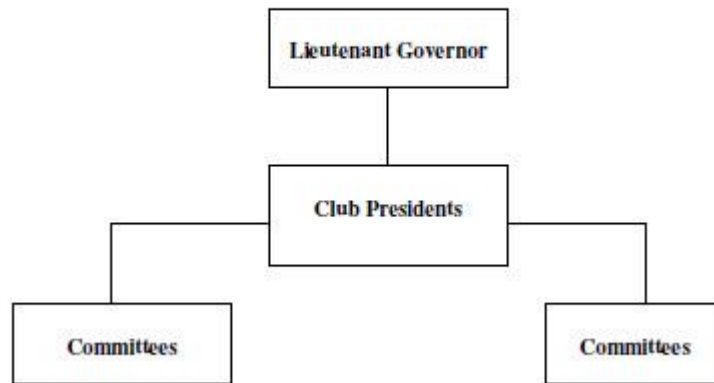 Lieutenant Governor
Club Presidents
Committees
Committees